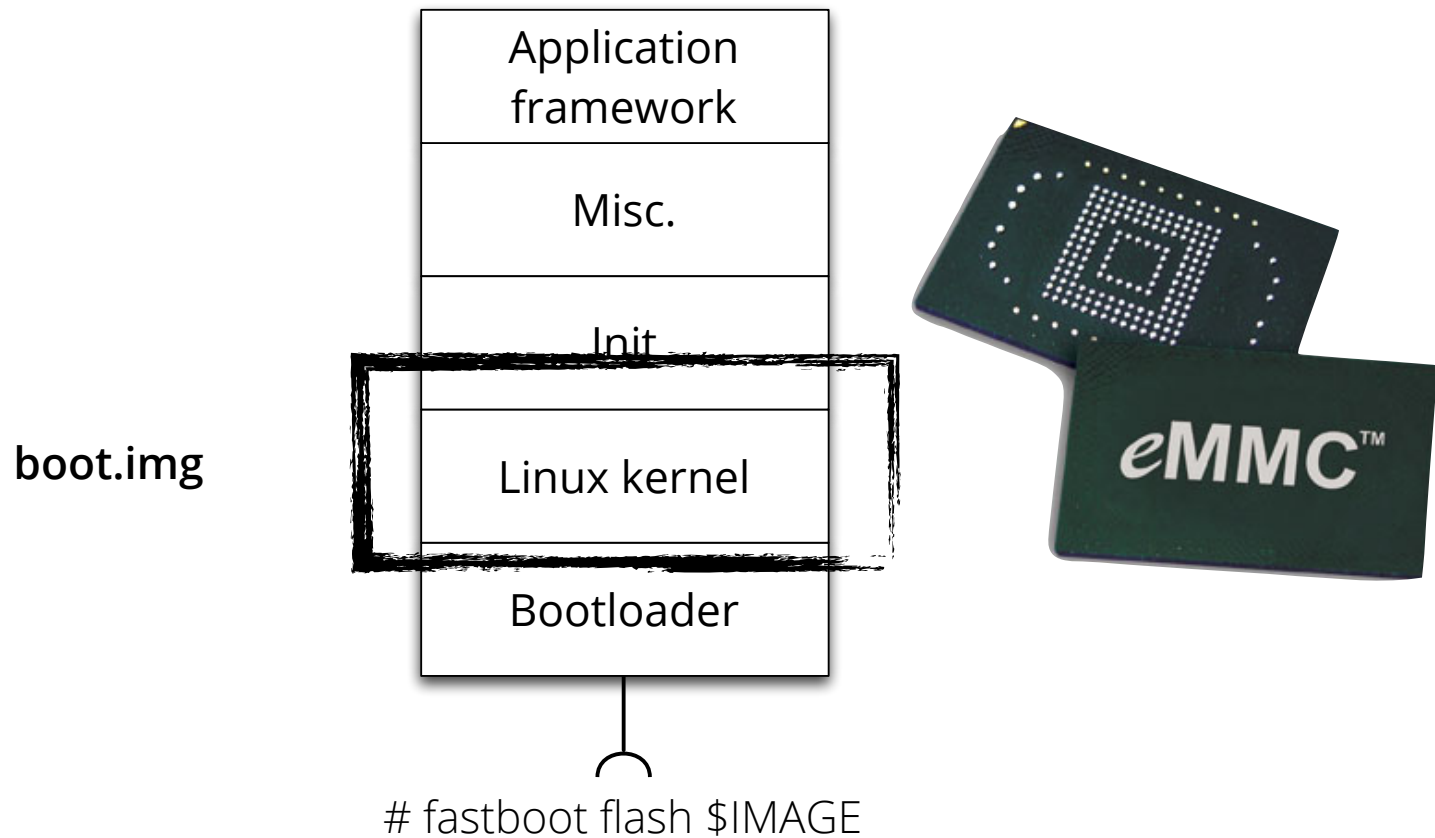 Application
framework
Misc.
Init
boot.img
Linux kernel
eMMC™
Bootloader
# fastboot flash $IMAGE